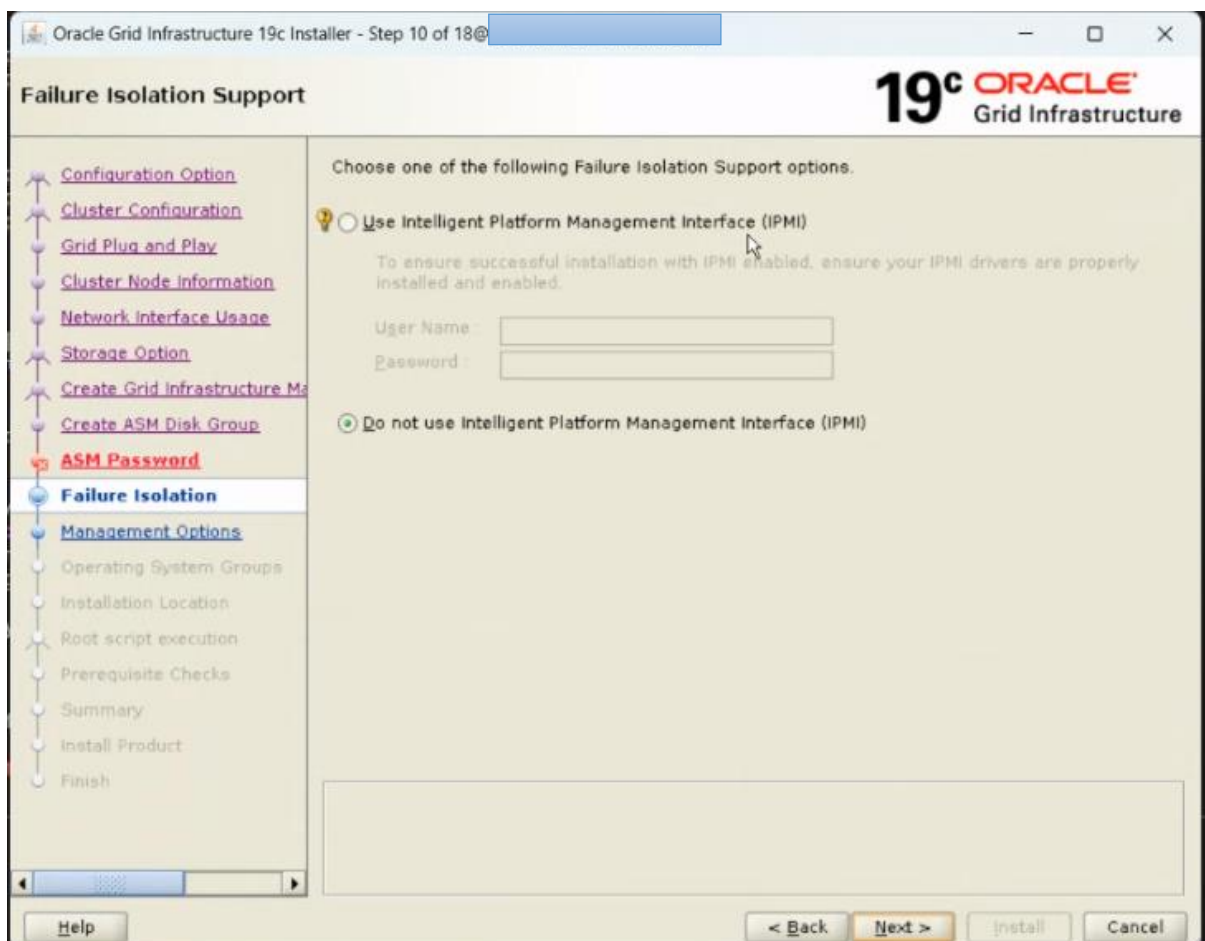 Oracle Grid Infrastructure 19c Installer - Step 10 of 18@
Failure Isolation Support
19c ORACLE
Grid Infrastructure
Configuration Option
Cluster Configuration
Grid Plug and Play
Cluster Node Information
Network Interface Usage
Storage Option
Create Grid Infrastructure Ma
Create ASM Disk Group
ASM Password
Failure Isolation
Management Options
Operating System Groups
Installation Location
Root script execution
Prerequisite Checks
Summary
Install Product
Finish
Choose one of the following Failure Isolation Support options.
Use Intelligent Platform Management Interface (IPMI)
To ensure successful installation with IPMI enabled, ensure your IPMI drivers are properly
installed and enabled.
User Name :
Password :
Do not use Intelligent Platform Management Interface (IPMI)
Help
< Back
Next >
Install
Cancel